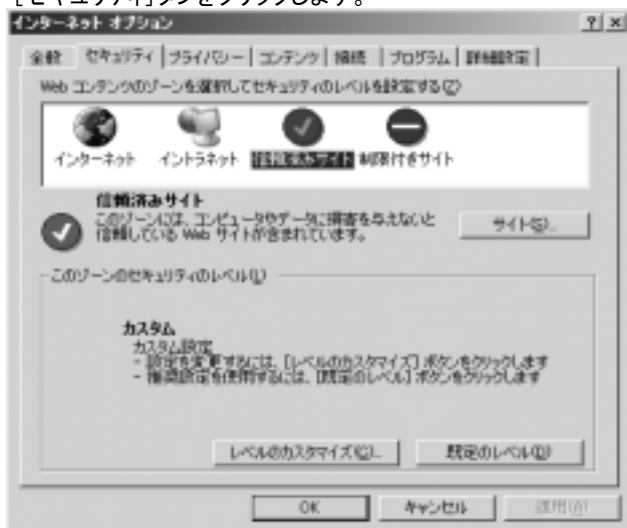 [セキュリティ]タブをクリックします。
インターネット オプション
全般 セキュリティ プライバシー コンテンツ 接続 プログラム 詳細設定
Web コンテンツのゾーンを選択してセキュリティのレベルを設定する(Z)
インターネット イントラネット 信頼済みサイト 制限付きサイト
信頼済みサイト
このゾーンには、コンピュータやデータに損害を与えないと
信頼している Web サイトが含まれています。
サイト(S)...
このゾーンのセキュリティのレベル(L)
カスタム
カスタム設定
- 設定を変更するには、[レベルのカスタマイズ] ボタンをクリックします
- 推奨設定を使用するには、[既定のレベル] ボタンをクリックします
レベルのカスタマイズ(C)... 既定のレベル(D)
OK キャンセル 適用(A)